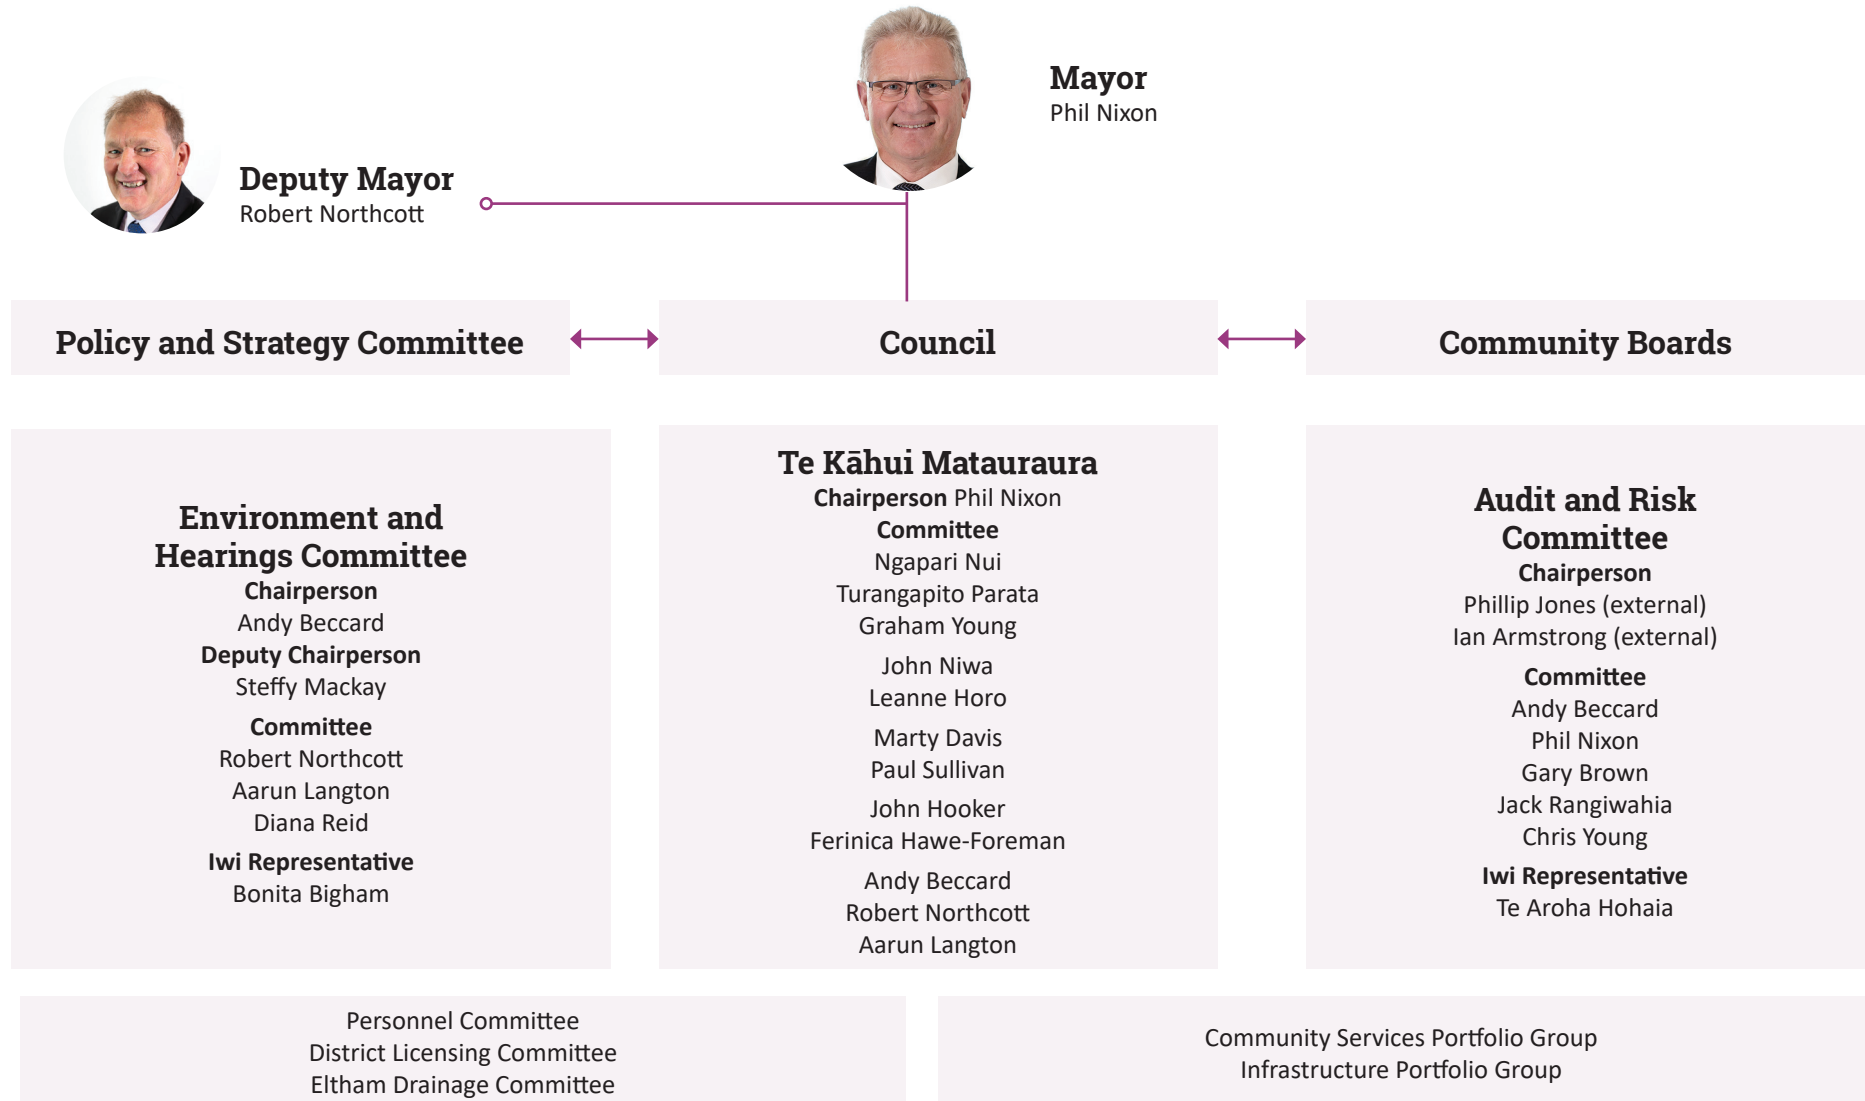 Mayor
Phil Nixon
Deputy Mayor
Robert Northcott
Policy and Strategy Committee
Council
Community Boards
Environment and
Hearings Committee
Chairperson
Andy Beccard
Deputy Chairperson
Steffy Mackay
Committee
Robert Northcott
Aarun Langton
Diana Reid
Iwi Representative
Bonita Bigham
Te Kāhui Matauraura
Chairperson Phil Nixon
Committee
Ngapari Nui
Turangapito Parata
Graham Young
John Niwa
Leanne Horo
Marty Davis
Paul Sullivan
John Hooker
Ferinica Hawe-Foreman
Andy Beccard
Robert Northcott
Aarun Langton
Audit and Risk
Committee
Chairperson
Phillip Jones (external)
Ian Armstrong (external)
Committee
Andy Beccard
Phil Nixon
Gary Brown
Jack Rangiwahia
Chris Young
Iwi Representative
Te Aroha Hohaia
Personnel Committee
District Licensing Committee
Eltham Drainage Committee
Community Services Portfolio Group
Infrastructure Portfolio Group